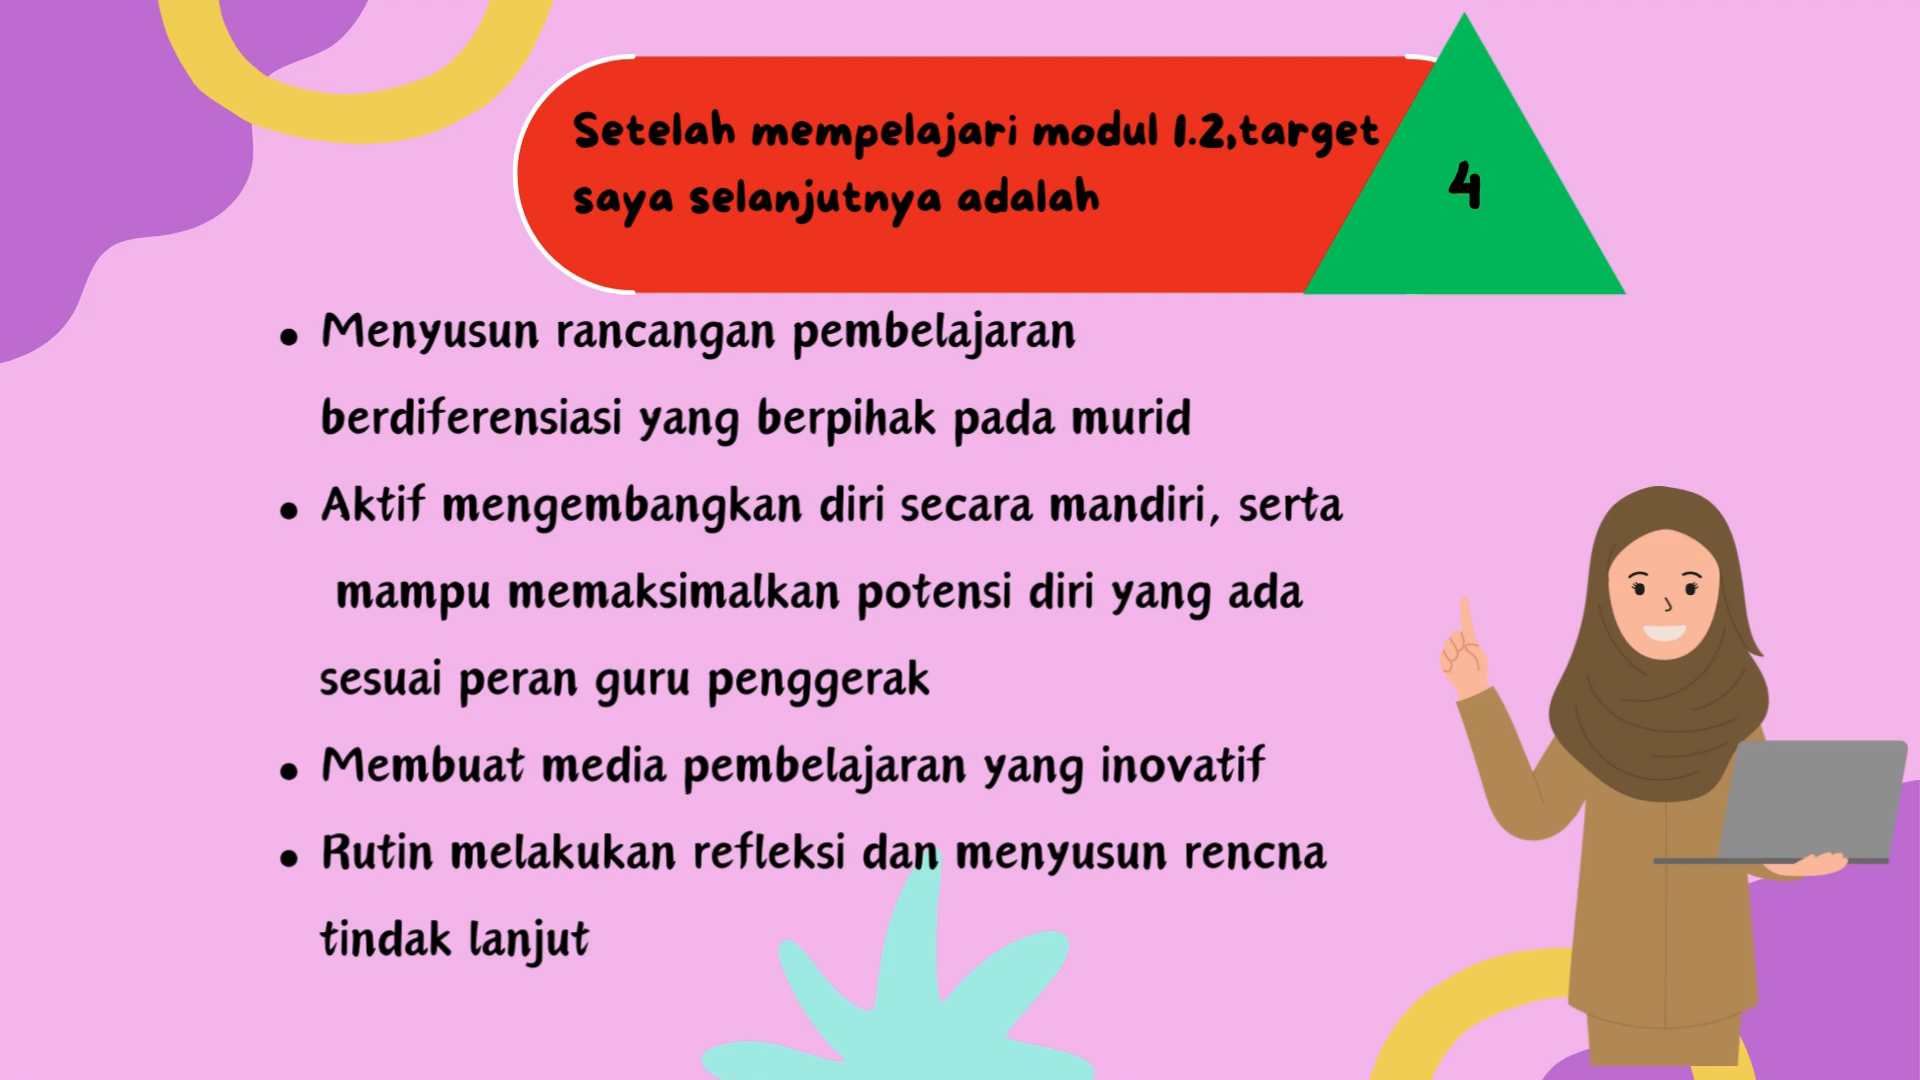 Setelah mempelajari modul 1.2,target
saya selanjutnya adalah
4
• Menyusun rancangan pembelajaran
berdiferensiasi yang berpihak pada murid
• Aktif mengembangkan diri secara mandiri, serta
mampu memaksimalkan potensi diri yang ada
sesuai peran guru penggerak
• Membuat media pembelajaran yang inovatif
• Rutin melakukan refleksi dan menyusun rencna
tindak lanjut